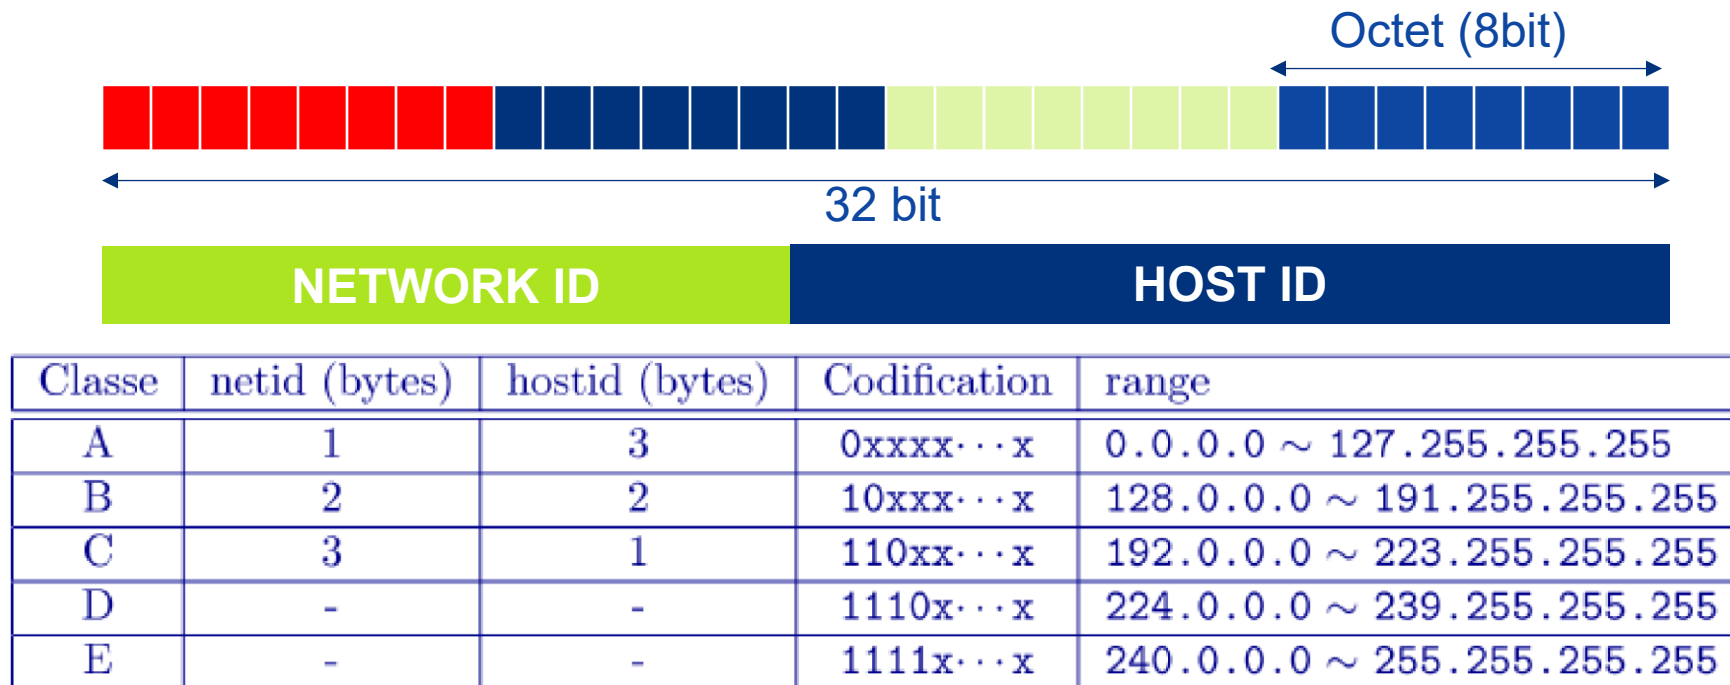 Octet (8bit)
32 bit
NETWORK ID HOST ID
Classe netid (bytes) hostid (bytes) Codification range
A 1 3 0xxxx···x 0.0.0.0 ~ 127.255.255.255
B 2 2 10xxx···x 128.0.0.0 ~ 191.255.255.255
C 3 1 110xx···x 192.0.0.0 ~ 223.255.255.255
D - - 1110x···x 224.0.0.0 ~ 239.255.255.255
E - - 1111x···x 240.0.0.0 ~ 255.255.255.255